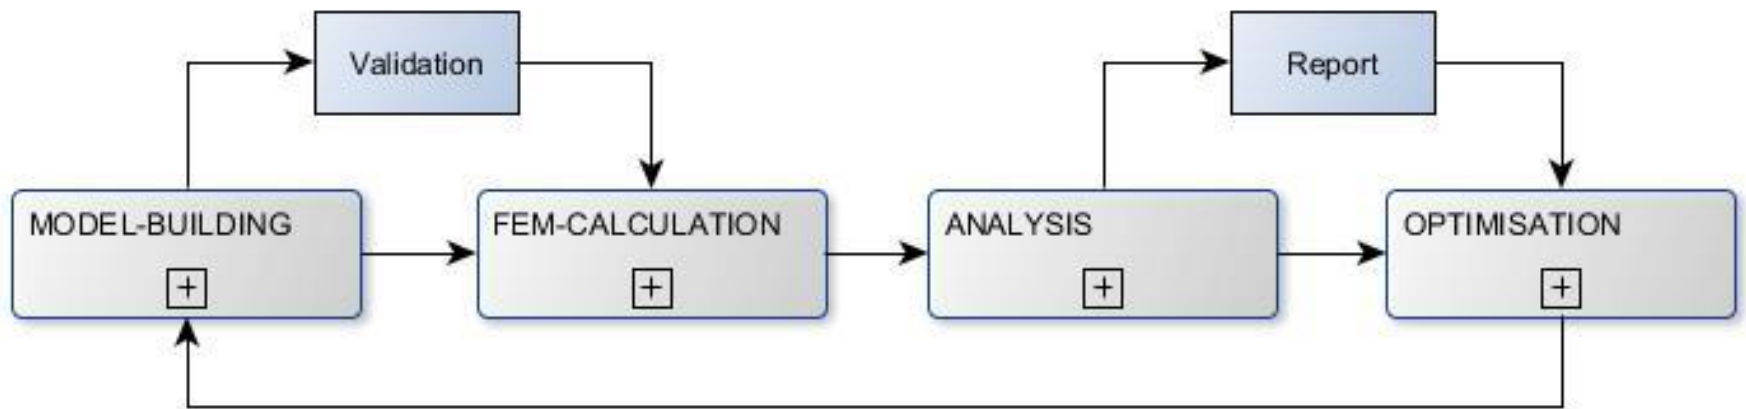 Validation
Report
MODEL-BUILDING
FEM-CALCULATION
ANALYSIS
OPTIMISATION